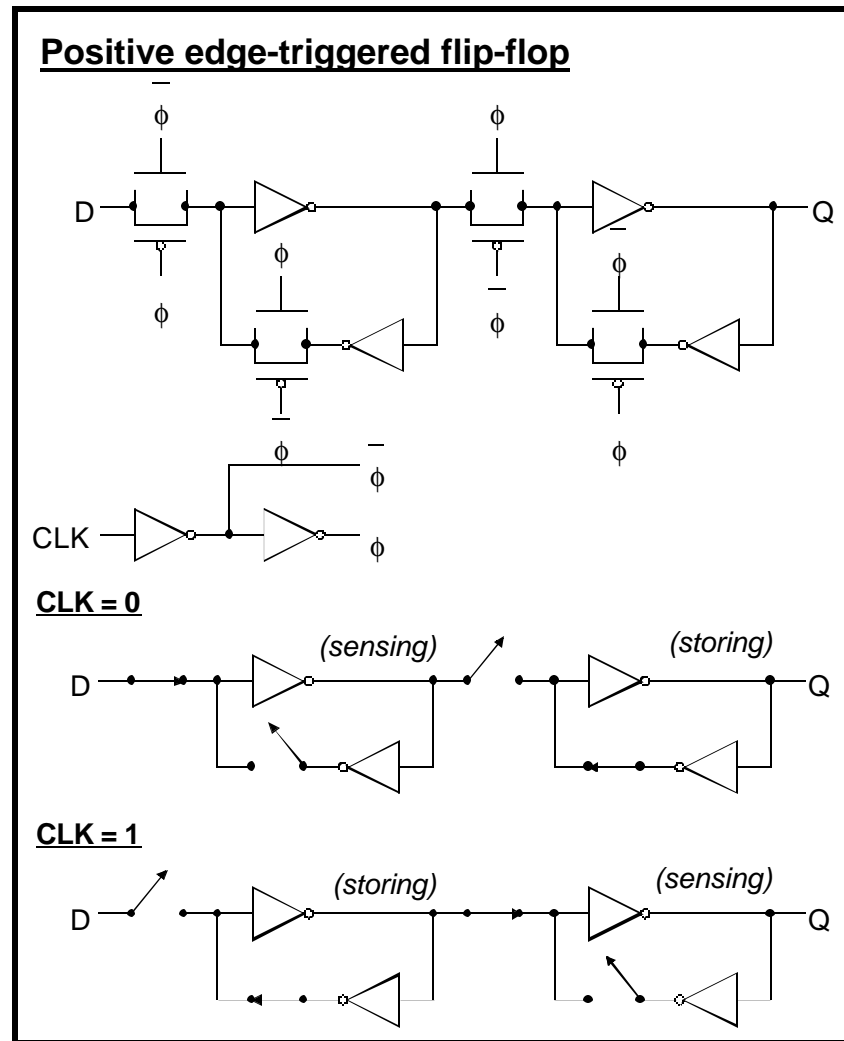 Positive edge-triggered flip-flop
ϕ̅ ϕ
D Q
ϕ ϕ̅
ϕ ϕ̅
ϕ̅ ϕ
CLK ϕ̅
ϕ
CLK = 0
(sensing) (storing)
D Q
CLK = 1
(storing) (sensing)
D Q